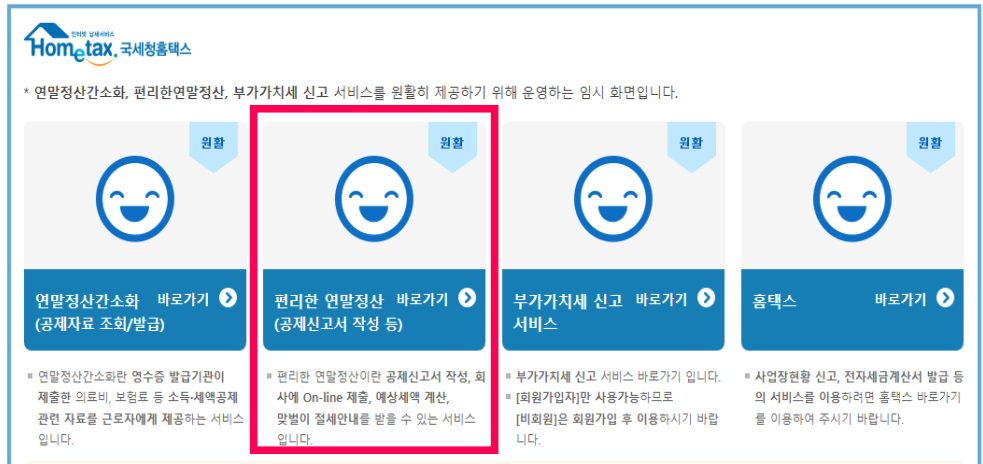 인터넷 납세서비스
Hometax. 국세청홈택스
* 연말정산간소화, 편리한연말정산, 부가가치세 신고 서비스를 원활히 제공하기 위해 운영하는 임시 화면입니다.
원활
연말정산간소화 바로가기
(공제자료 조회/발급)
연말정산간소화란 영수증 발급기관이
제출한 의료비, 보험료 등 소득·세액공제
관련 자료를 근로자에게 제공하는 서비스
입니다.
원활
편리한 연말정산 바로가기
(공제신고서 작성 등)
편리한 연말정산이란 공제신고서 작성, 회
사에 On-line 제출, 예상세액 계산,
맞벌이 절세안내를 받을 수 있는 서비스
입니다.
원활
부가가치세 신고 바로가기
서비스
부가가치세 신고 서비스 바로가기 입니다.
[회원가입자]만 사용가능하므로
[비회원]은 회원가입 후 이용하시기 바랍
니다.
원활
홈택스 바로가기
사업장현황 신고, 전자세금계산서 발급 등
의 서비스를 이용하려면 홈택스 바로가기
를 이용하여 주시기 바랍니다.